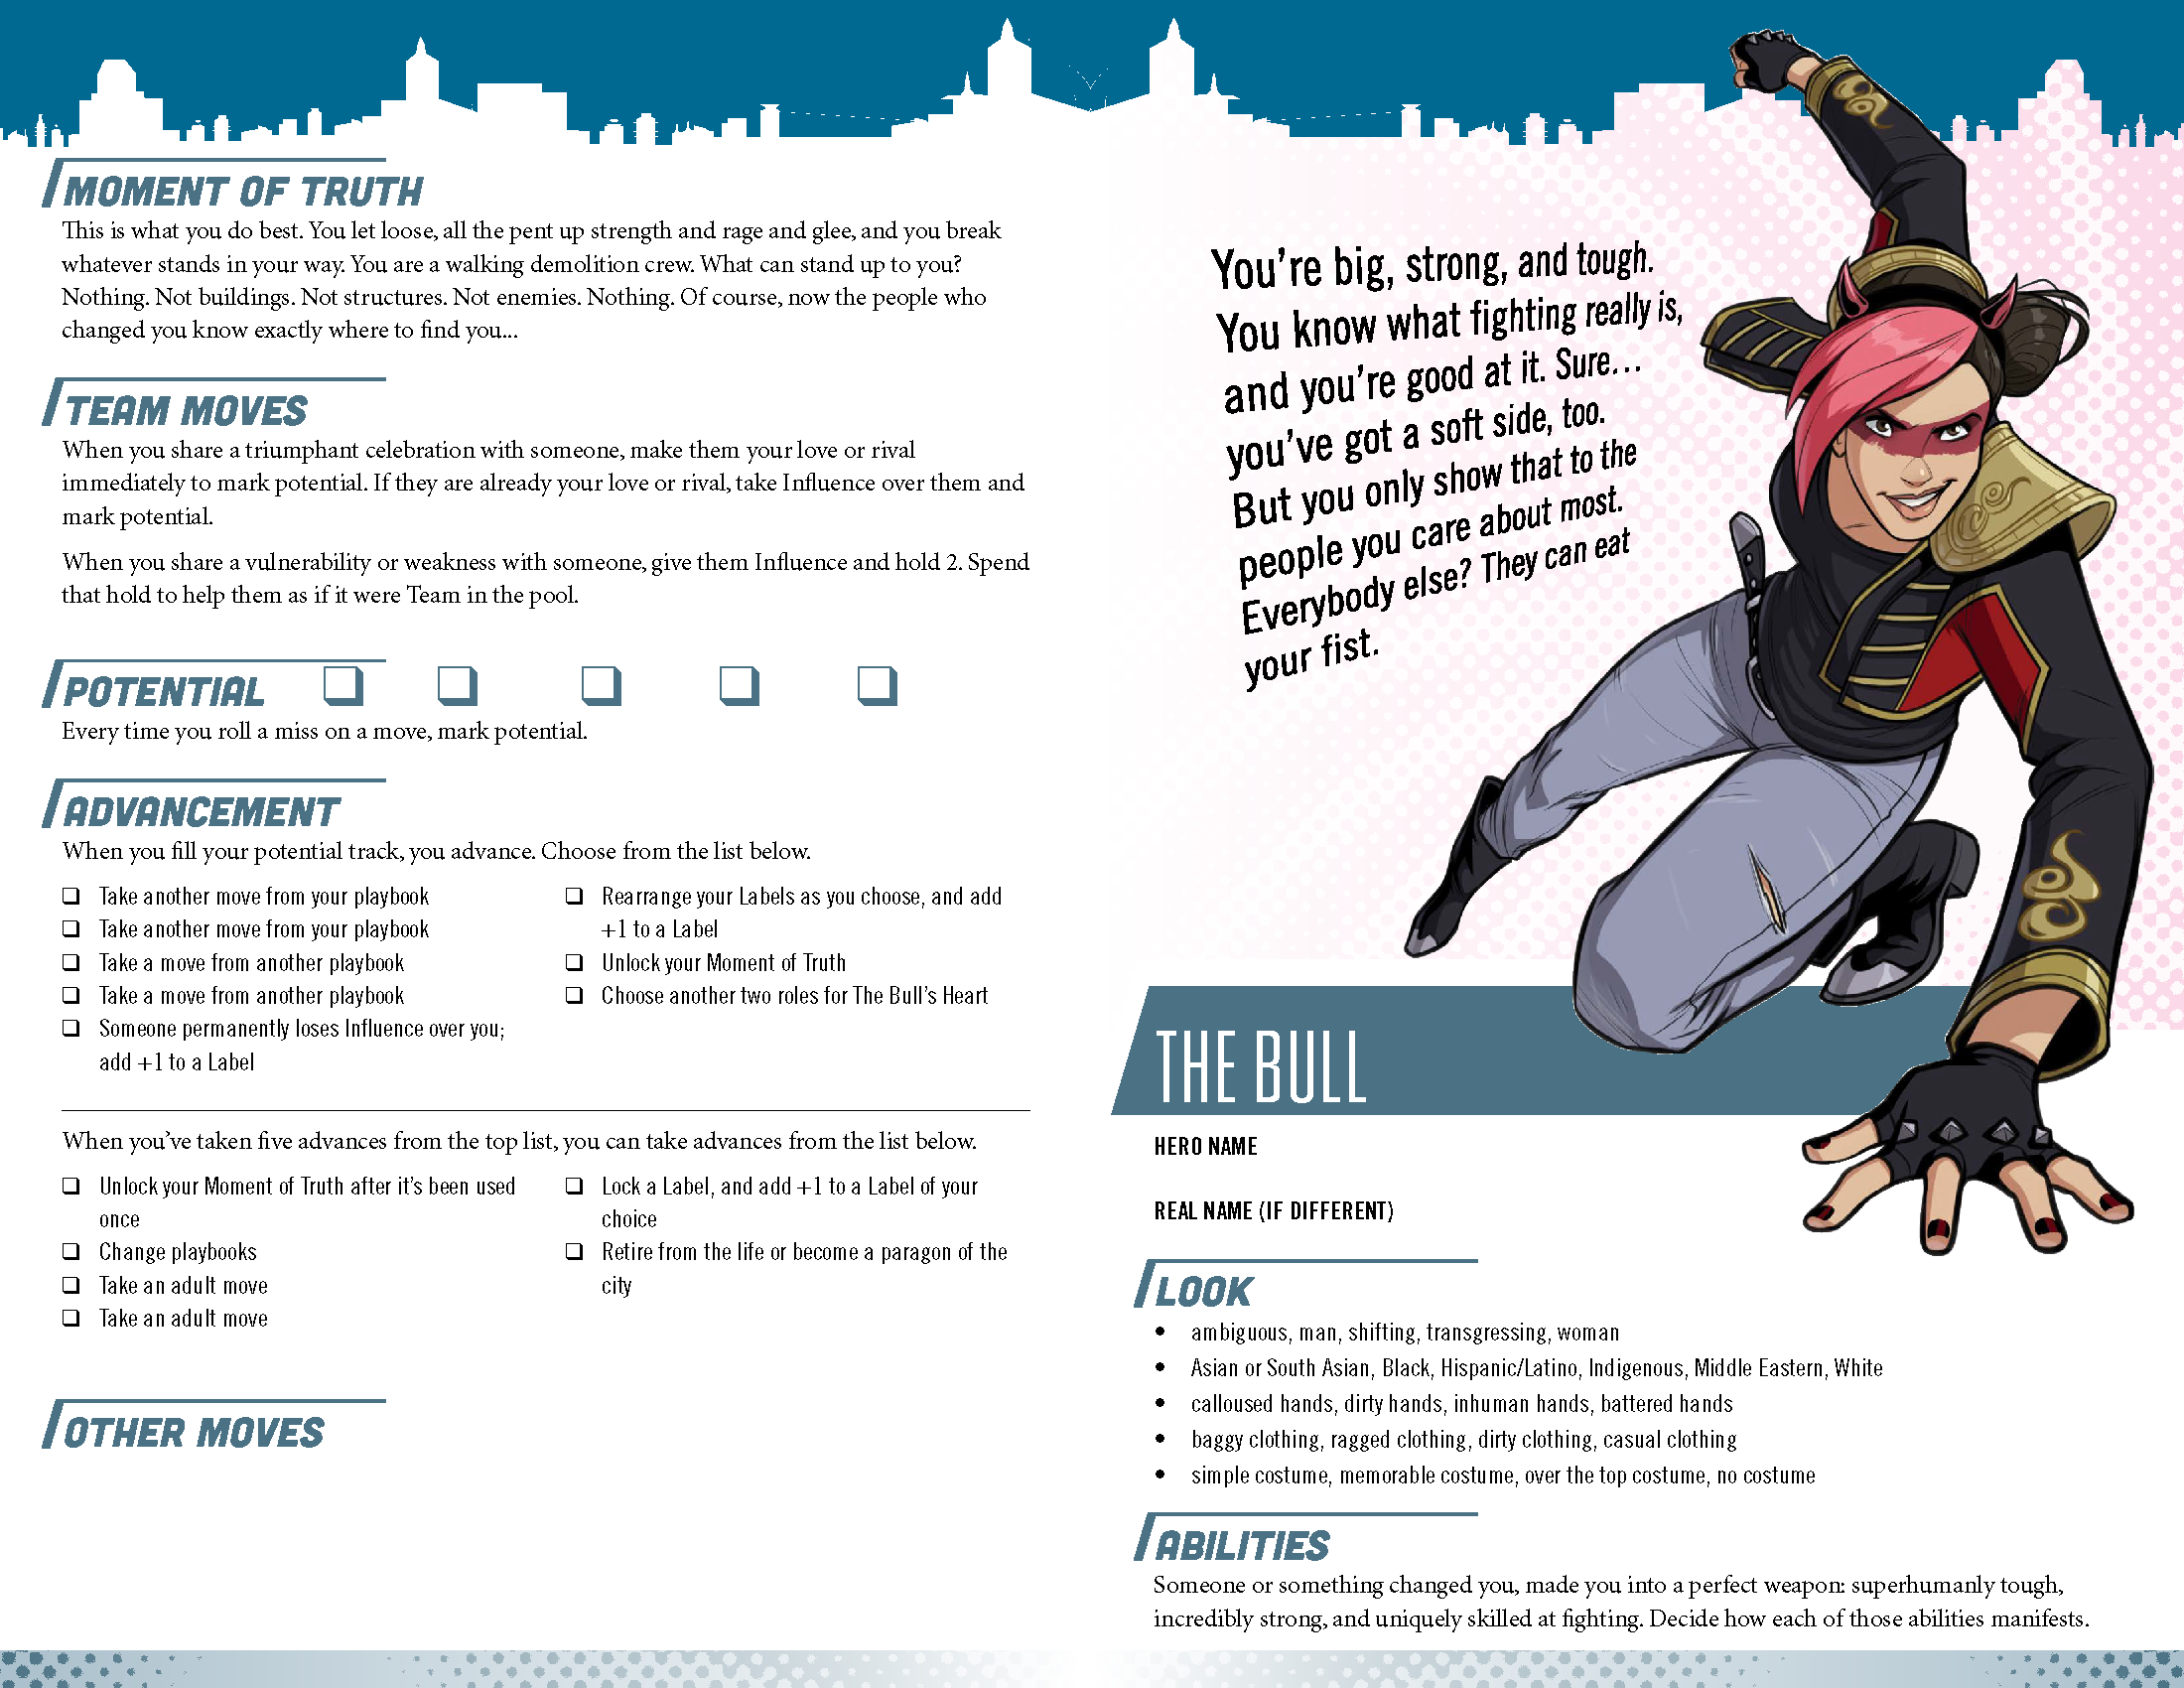 MOMENT OF TRUTH
This is what you do best. You let loose, all the pent up strength and rage and glee, and you break
whatever stands in your way. You are a walking demolition crew. What can stand up to you?
Nothing. Not buildings. Not structures. Not enemies. Nothing. Of course, now the people who
changed you know exactly where to find you...
TEAM MOVES
When you share a triumphant celebration with someone, make them your love or rival
immediately to mark potential. If they are already your love or rival, take Influence over them and
mark potential.
When you share a vulnerability or weakness with someone, give them Influence and hold 2. Spend
that hold to help them as if it were Team in the pool.
POTENTIAL ❑ ❑ ❑ ❑ ❑
Every time you roll a miss on a move, mark potential.
ADVANCEMENT
When you fill your potential track, you advance. Choose from the list below.
❑ Take another move from your playbook
❑ Take another move from your playbook
❑ Take a move from another playbook
❑ Take a move from another playbook
❑ Someone permanently loses Influence over you;
add +1 to a Label
❑ Rearrange your Labels as you choose, and add
+1 to a Label
❑ Unlock your Moment of Truth
❑ Choose another two roles for The Bull's Heart
When you've taken five advances from the top list, you can take advances from the list below.
❑ Unlock your Moment of Truth after it's been used
once
❑ Change playbooks
❑ Take an adult move
❑ Take an adult move
❑ Lock a Label, and add +1 to a Label of your
choice
❑ Retire from the life or become a paragon of the
city
OTHER MOVES
You're big, strong, and tough.
You know what fighting really is,
and you're good at it. Sure...
you've got a soft side, too.
But you only show that to the
people you care about most.
Everybody else? They can eat
your fist.
THE BULL
HERO NAME
REAL NAME (IF DIFFERENT)
LOOK
• ambiguous, man, shifting, transgressing, woman
• Asian or South Asian, Black, Hispanic/Latino, Indigenous, Middle Eastern, White
• calloused hands, dirty hands, inhuman hands, battered hands
• baggy clothing, ragged clothing, dirty clothing, casual clothing
• simple costume, memorable costume, over the top costume, no costume
ABILITIES
Someone or something changed you, made you into a perfect weapon: superhumanly tough,
incredibly strong, and uniquely skilled at fighting. Decide how each of those abilities manifests.